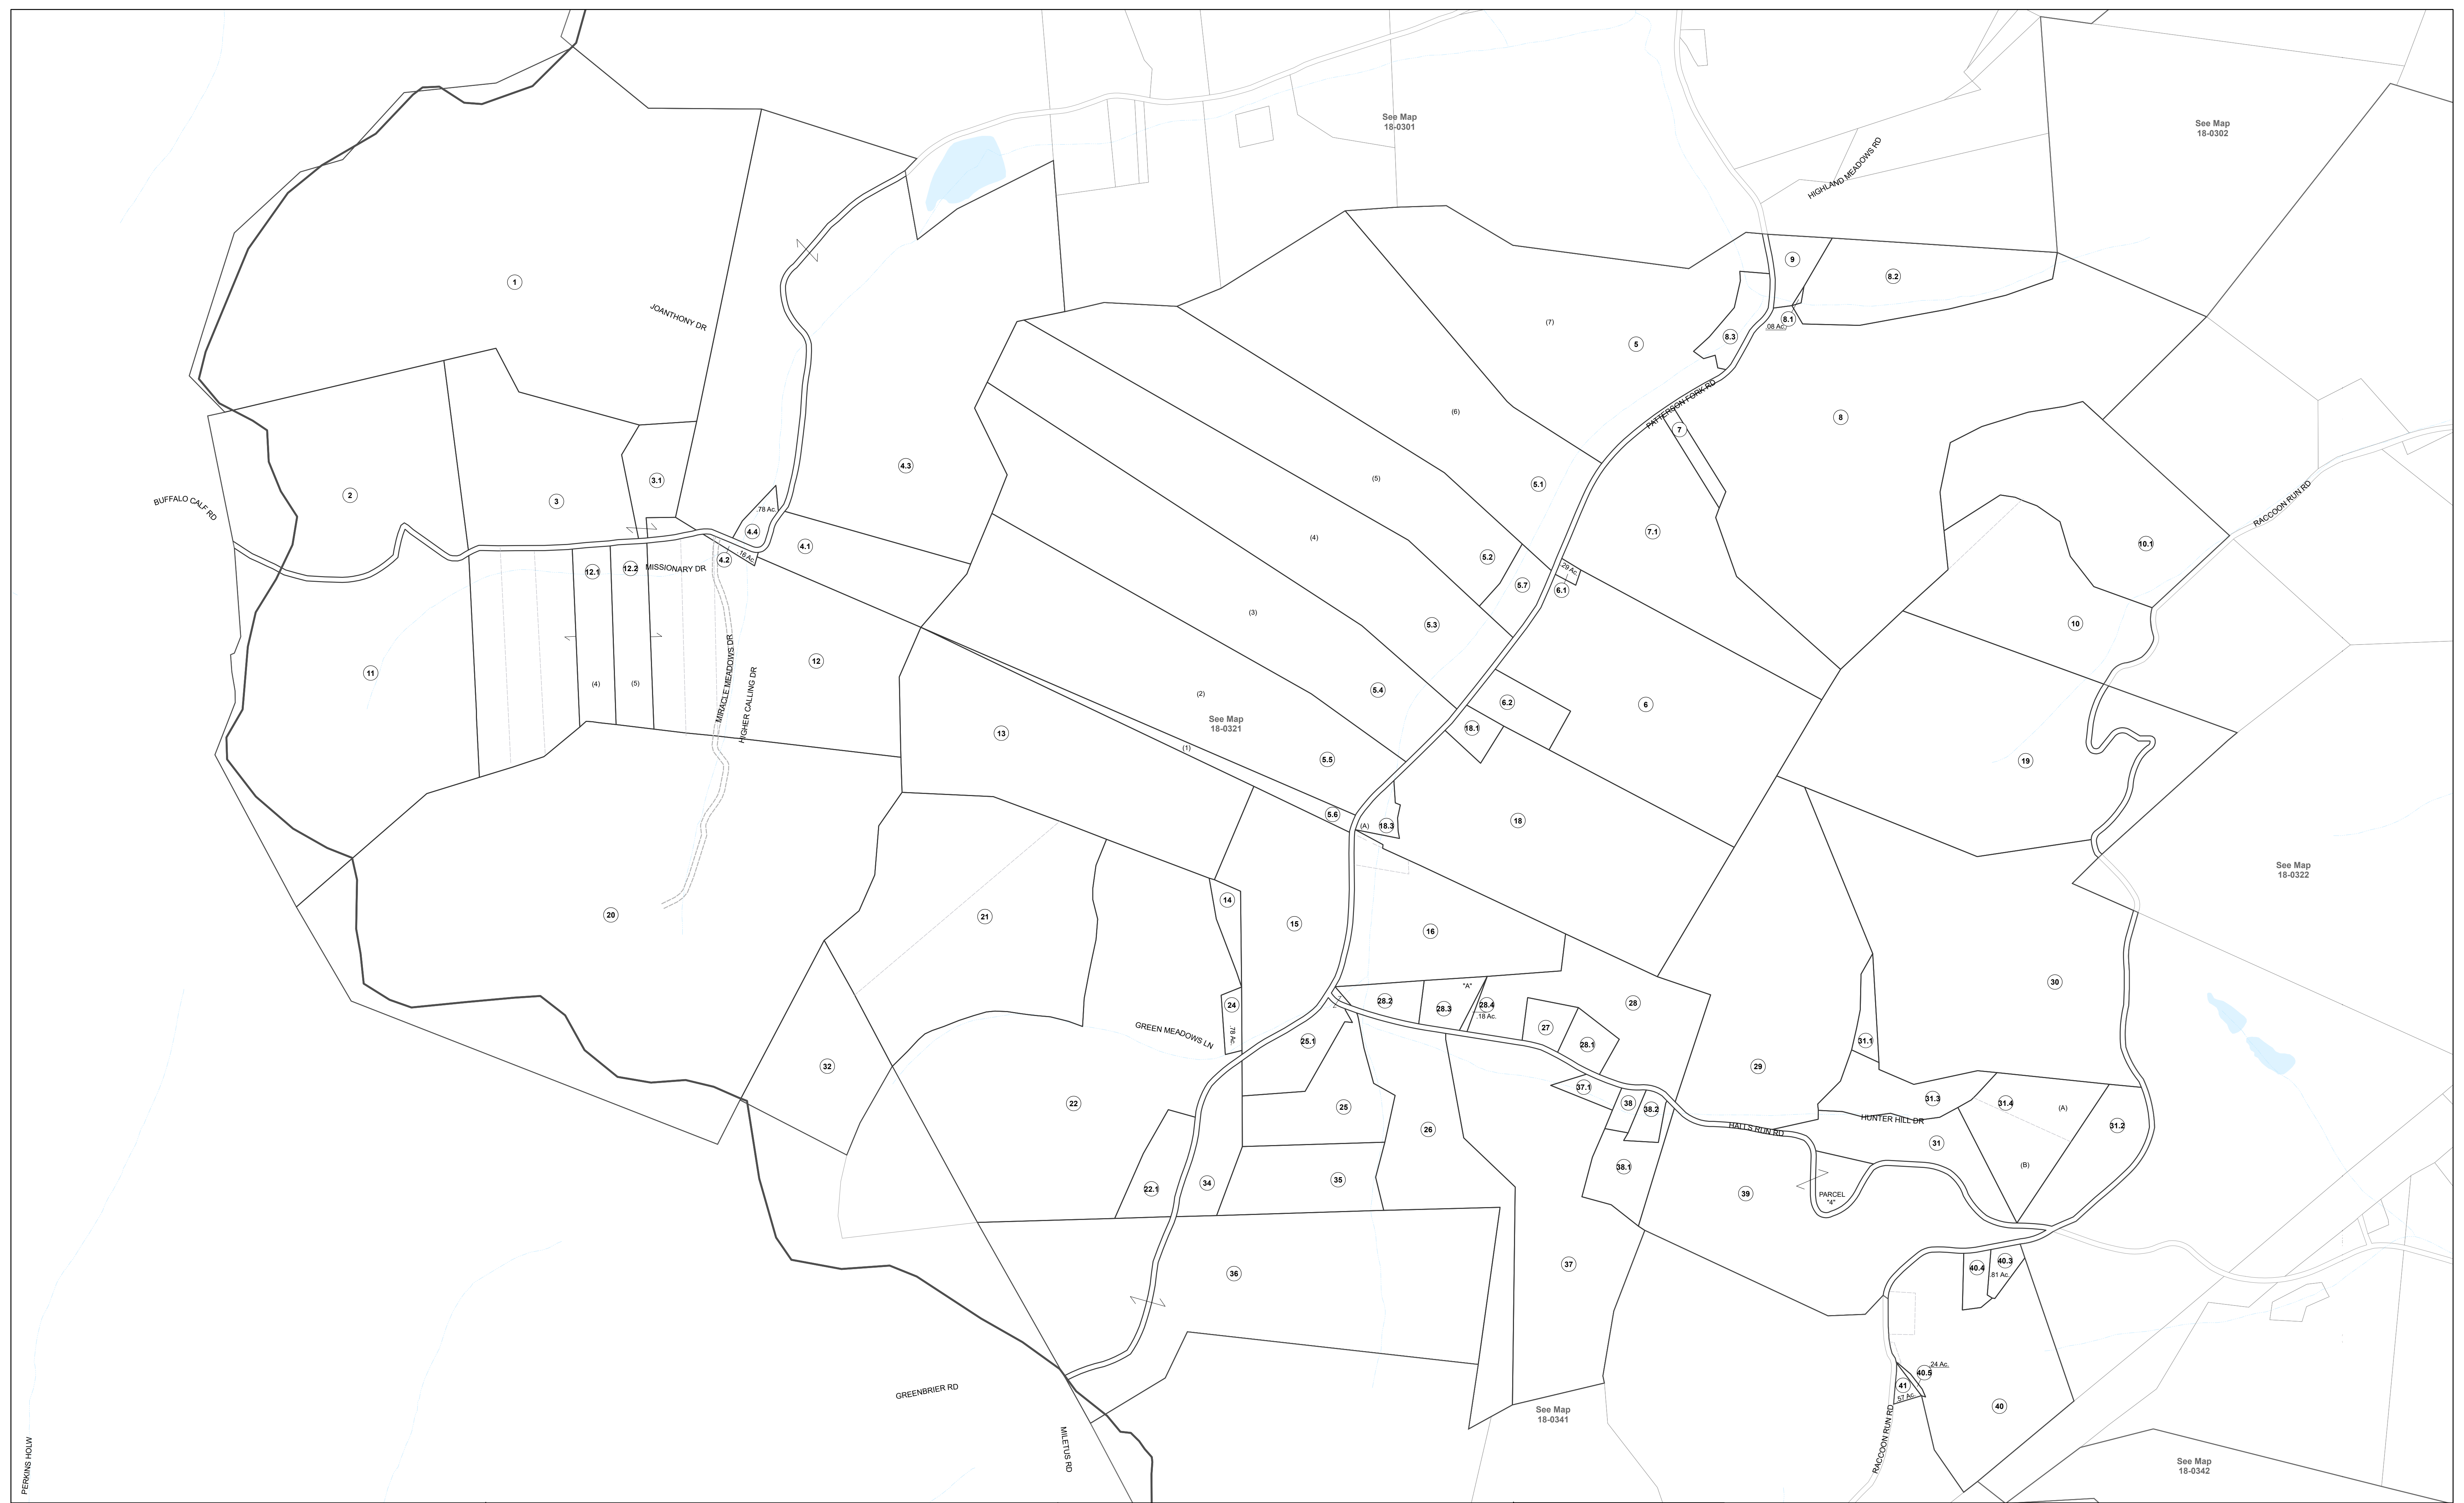 See Map
18-0301
See Map
18-0302
HIGHLAND MEADOWS RD
9
8.2
1
JOANTHONY DR
(7)
5
8.1
.08 Ac.
8.3
PATTERSON FORK RD
(6)
8
7
4.3
3.1
(5)
5.1
2
3
BUFFALO CALF RD
RACCOON RUN RD
.78 Ac.
4.4
4.1
(4)
7.1
10.1
.16 Ac.
4.2
5.2
12.1
12.2
MISSIONARY DR
.29 Ac.
5.7
6.1
(3)
5.3
10
12
11
MIRACLE MEADOWS DR
HIGHER CALLING DR
(4)
(5)
(2)
5.4
6.2
6
See Map
18-0321
18.1
13
(1)
5.5
19
5.6
(A)
18.3
18
See Map
18-0322
14
20
21
15
16
30
"A"
28.2
28.3
28.4
.18 Ac.
28
24
.78 Ac.
GREEN MEADOWS LN
27
25.1
28.1
31.1
32
29
37.1
22
25
38
38.2
31.3
31.4
(A)
HUNTER HILL DR
HALLS RUN RD
31.2
26
31
38.1
(B)
22.1
34
35
39
PARCEL
"4"
36
37
40.4
40.3
.81 Ac.
.24 Ac.
40.5
41
.57 Ac.
GREENBRIER RD
40
See Map
18-0341
MILETUS RD
RACCOON RUN RD
PERKINS HOLW
See Map
18-0342